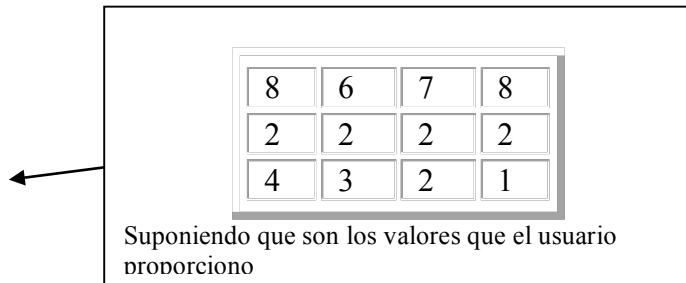 8 6 7 8
2 2 2 2
4 3 2 1
Suponiendo que son los valores que el usuario
proporciono